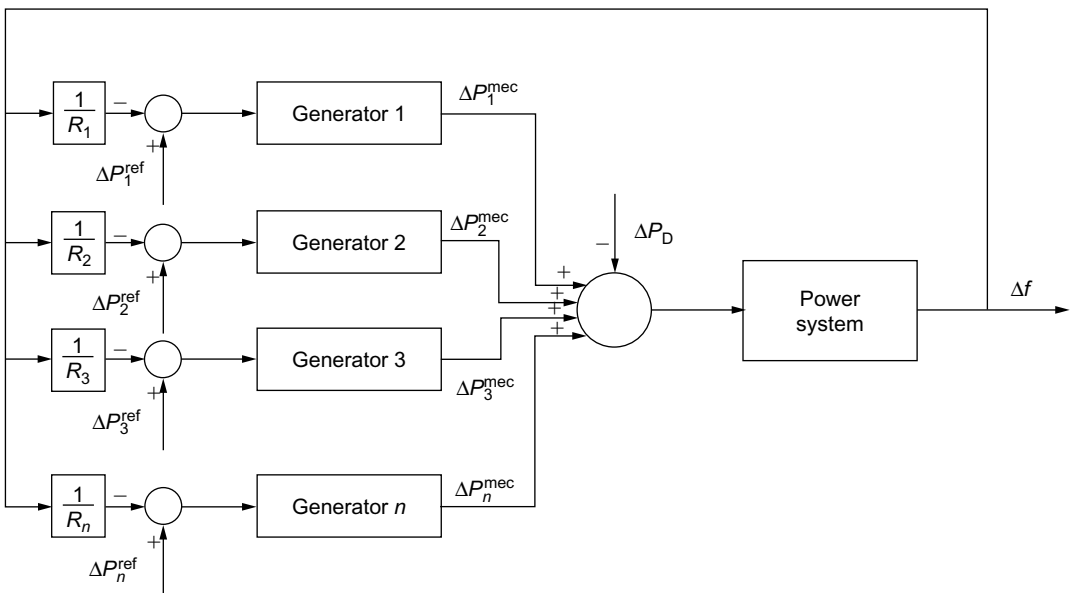 1/R₁ − + ΔP₁ʳᵉᶠ Generator 1 ΔP₁ᵐᵉᶜ
1/R₂ − + ΔP₂ʳᵉᶠ Generator 2 ΔP₂ᵐᵉᶜ
1/R₃ − + ΔP₃ʳᵉᶠ Generator 3 ΔP₃ᵐᵉᶜ
1/Rₙ − + ΔPₙʳᵉᶠ Generator n ΔPₙᵐᵉᶜ
− ΔP_D
+
+
+
+
Power
system
Δf